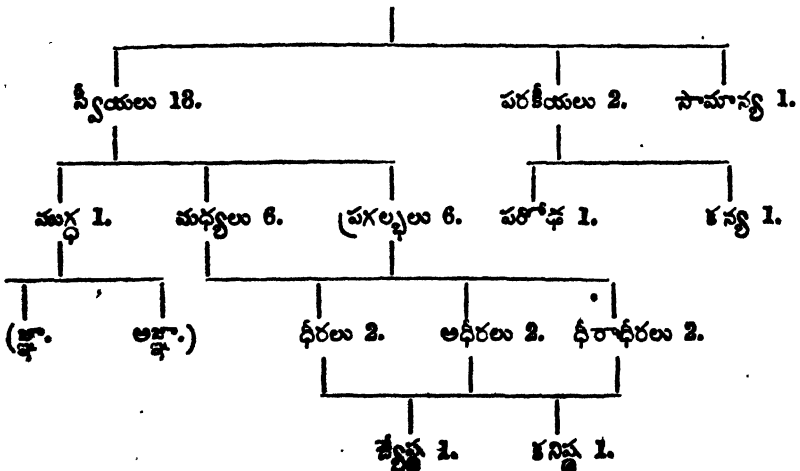 స్వీయలు 13. పరకీయలు 2. సామాన్య 1.
ముగ్ధ 1. మధ్యలు 6. ప్రగల్భలు 6. పరోఢ 1. కన్య 1.
(జ్ఞా. అజ్ఞా.) ధీరలు 2. అధీరలు 2. ధీరాధీరలు 2.
జ్యేష్ఠ 1. కనిష్ఠ 1.